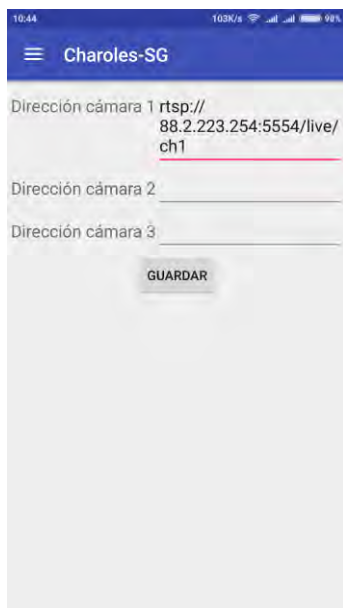 10:44 103K/s 98%
Charoles-SG
Dirección cámara 1 rtsp://
88.2.223.254:5554/live/
ch1
Dirección cámara 2
Dirección cámara 3
GUARDAR